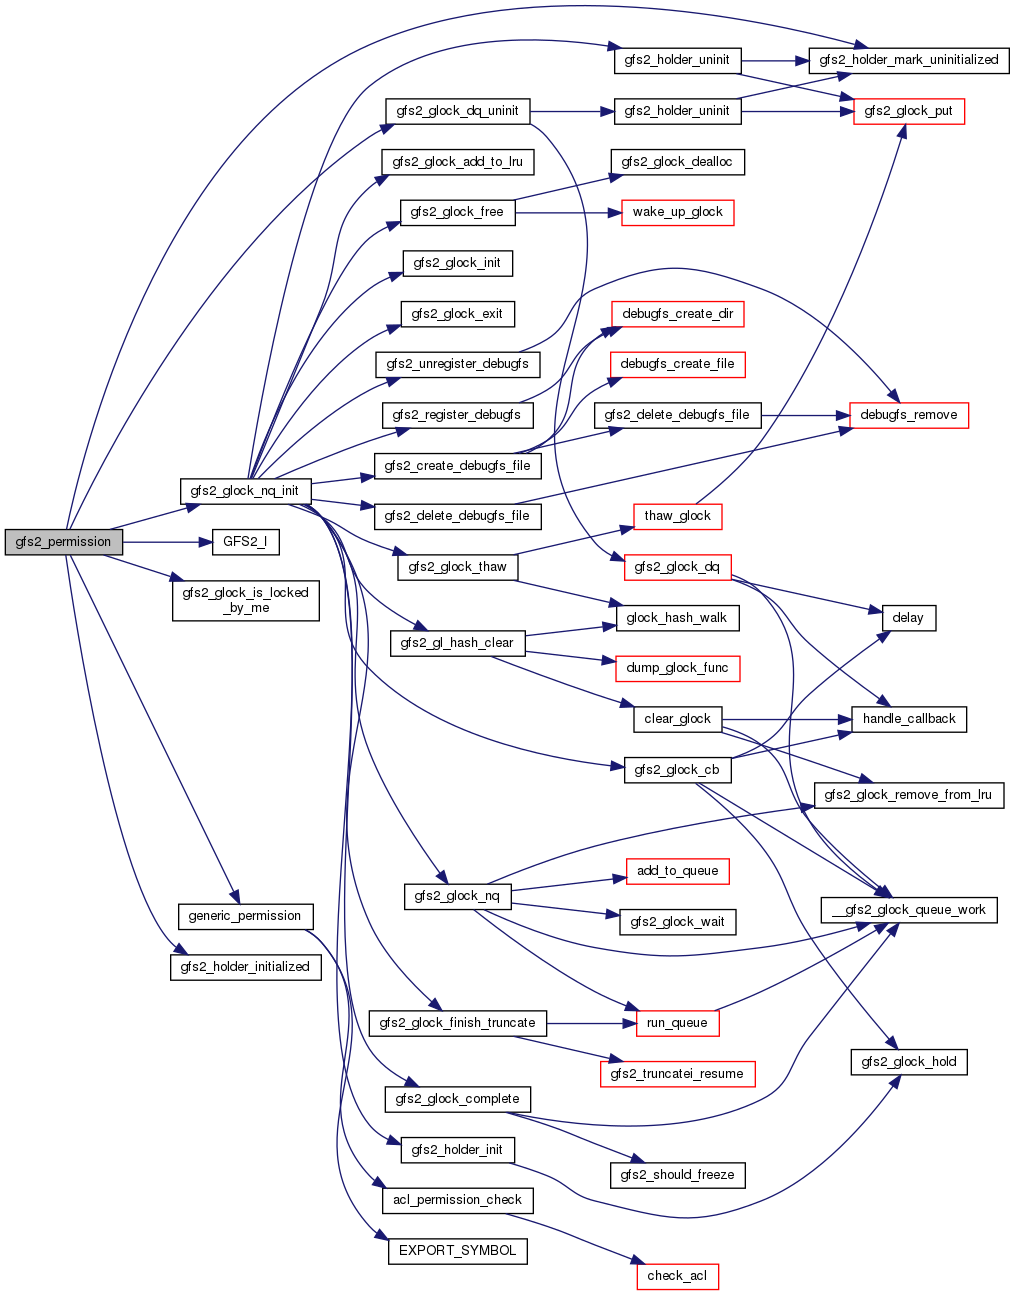 gfs2_holder_uninit
gfs2_holder_mark_uninitialized
gfs2_glock_dq_uninit
gfs2_holder_uninit
gfs2_glock_put
gfs2_glock_add_to_lru
gfs2_glock_dealloc
gfs2_glock_free
wake_up_glock
gfs2_glock_init
gfs2_glock_exit
debugfs_create_dir
gfs2_unregister_debugfs
debugfs_create_file
gfs2_register_debugfs
gfs2_delete_debugfs_file
debugfs_remove
gfs2_create_debugfs_file
gfs2_glock_nq_init
gfs2_delete_debugfs_file
thaw_glock
gfs2_permission
GFS2_I
gfs2_glock_thaw
gfs2_glock_dq
gfs2_glock_is_locked
_by_me
glock_hash_walk
delay
gfs2_gl_hash_clear
dump_glock_func
clear_glock
handle_callback
gfs2_glock_cb
gfs2_glock_remove_from_lru
add_to_queue
gfs2_glock_nq
generic_permission
gfs2_glock_wait
__gfs2_glock_queue_work
gfs2_holder_initialized
gfs2_glock_finish_truncate
run_queue
gfs2_truncatei_resume
gfs2_glock_hold
gfs2_glock_complete
gfs2_holder_init
gfs2_should_freeze
acl_permission_check
EXPORT_SYMBOL
check_acl